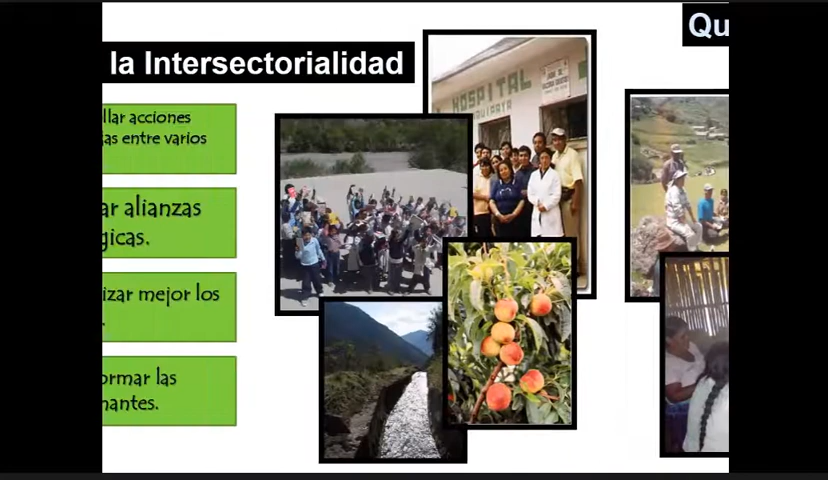 Qu
la Intersectorialidad
llar acciones
as entre varios
ar alianzas
gicas.
izar mejor los
.
ormar las
nantes.
HOSPITAL